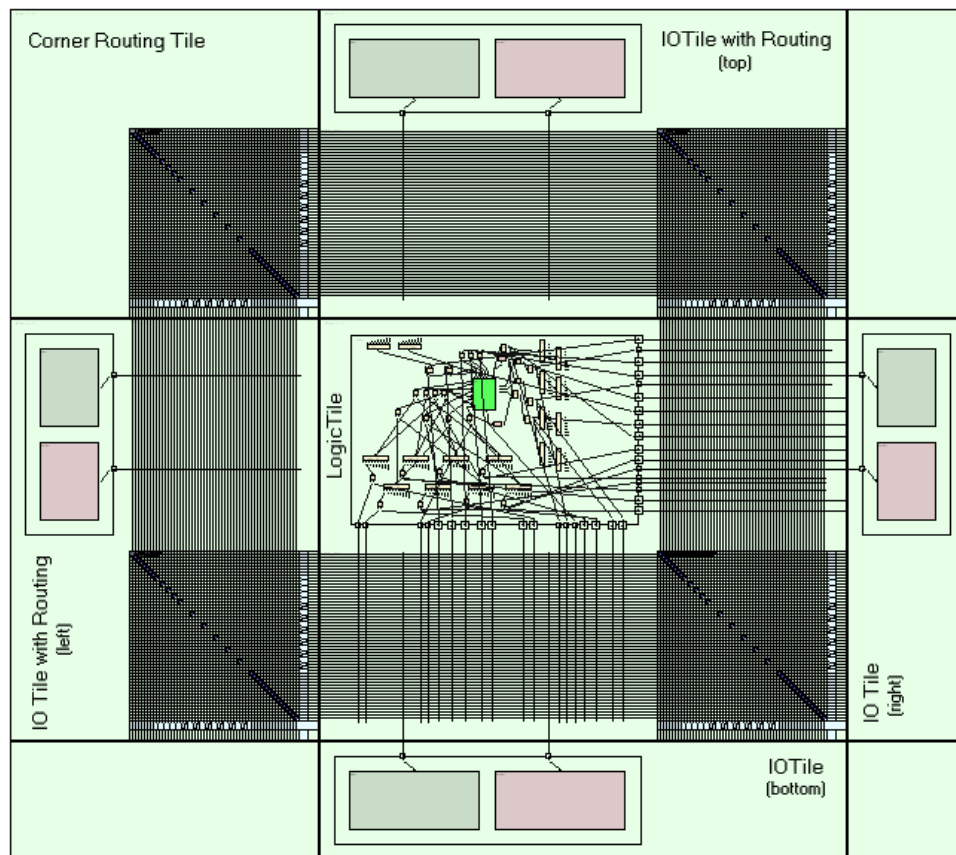 Corner Routing Tile
IOTile with Routing
(top)
LogicTile
IO Tile with Routing
(left)
IO Tile
(right)
IOTile
(bottom)